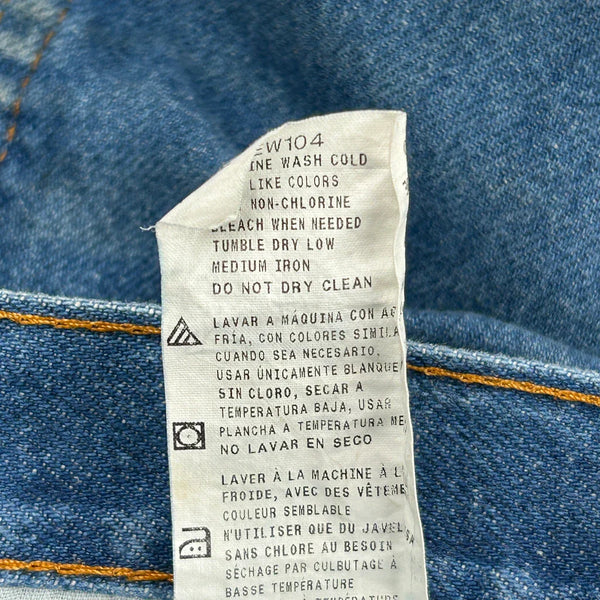 EW104
INE WASH COLD
LIKE COLORS
NON-CHLORINE
BLEACH WHEN NEEDED
TUMBLE DRY LOW
MEDIUM IRON
DO NOT DRY CLEAN
LAVAR A MÁQUINA CON AG
FRÍA, CON COLORES SIMILA
CUANDO SEA NECESARIO,
USAR ÚNICAMENTE BLANQUE
SIN CLORO, SECAR A
TEMPERATURA BAJA, USAR
PLANCHA A TEMPERATURA ME
NO LAVAR EN SECO
LAVER À LA MACHINE À L'
FROIDE, AVEC DES VÊTEME
COULEUR SEMBLABLE
N'UTILISER QUE DU JAVEL
SANS CHLORE AU BESOIN
SÉCHAGE PAR CULBUTAGE À
BASSE TEMPÉRATURE